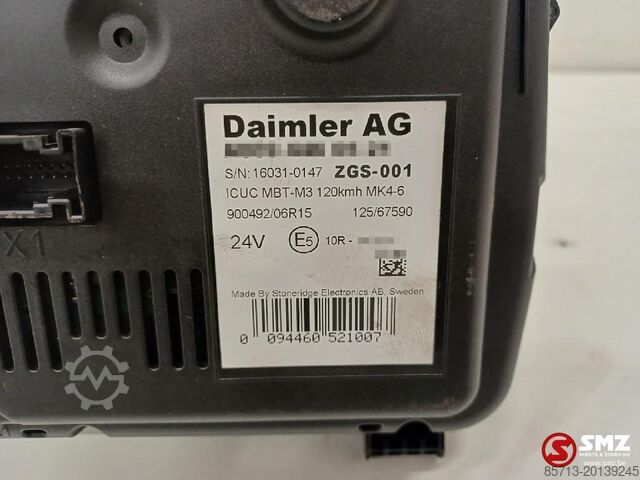 Daimler AG
S/N: 16031-0147 ZGS-001
ICUC MBT-M3 120kmh MK4-6
900492/06R15 125/67590
24V E5 10R -
Made By Stoneridge Electronics AB, Sweden
0 094460 521007
X1
SMZ
85713-20139245